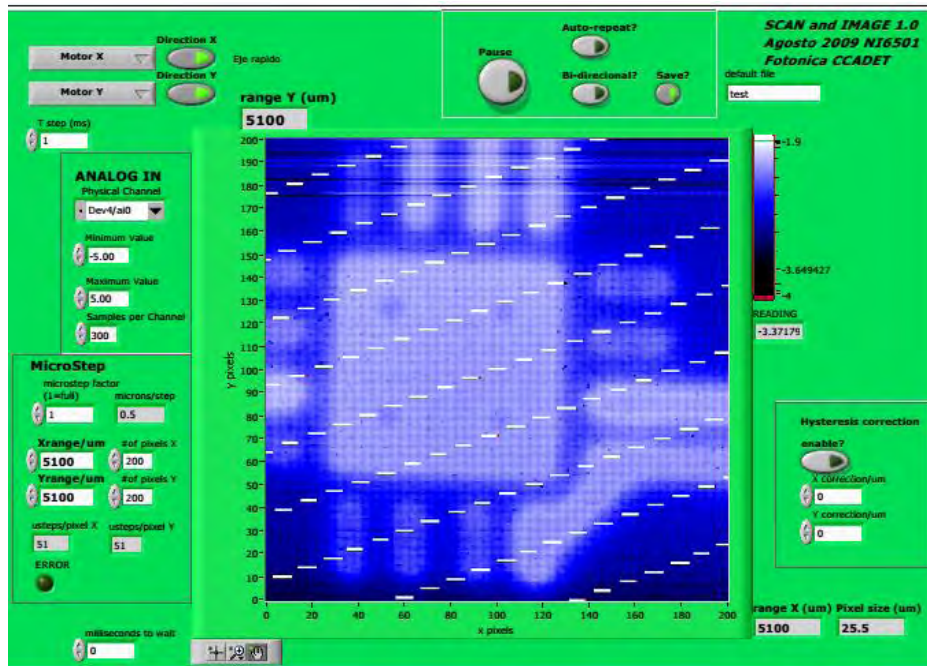 SCAN and IMAGE 1.0
Agosto 2009 NI6501
Fotonica CCADET
Motor X
Direction X
Eje rapido
Motor Y
Direction Y
T step (ms)
1
Pause
Auto-repeat?
Bi-direcional?
Save?
default file
test
range Y (um)
5100
ANALOG IN
Physical Channel
Dev4/ai0
Minimum Value
-5.00
Maximum Value
5.00
Samples per Channel
300
MicroStep
microstep factor
(1=full)
microns/step
1
0.5
Xrange/um
#of pixels X
5100
200
Yrange/um
#of pixels Y
5100
200
usteps/pixel X
usteps/pixel Y
51
51
ERROR
milliseconds to wait
0
y pixels
200
190
180
170
160
150
140
130
120
110
100
90
80
70
60
50
40
30
20
10
0
0 20 40 60 80 100 120 140 160 180 200
x pixels
-1.9
-3.649427
-4
READING
-3.37179
Hysteresis correction
enable?
X correction/um
0
Y correction/um
0
range X (um)
Pixel size (um)
5100
25.5